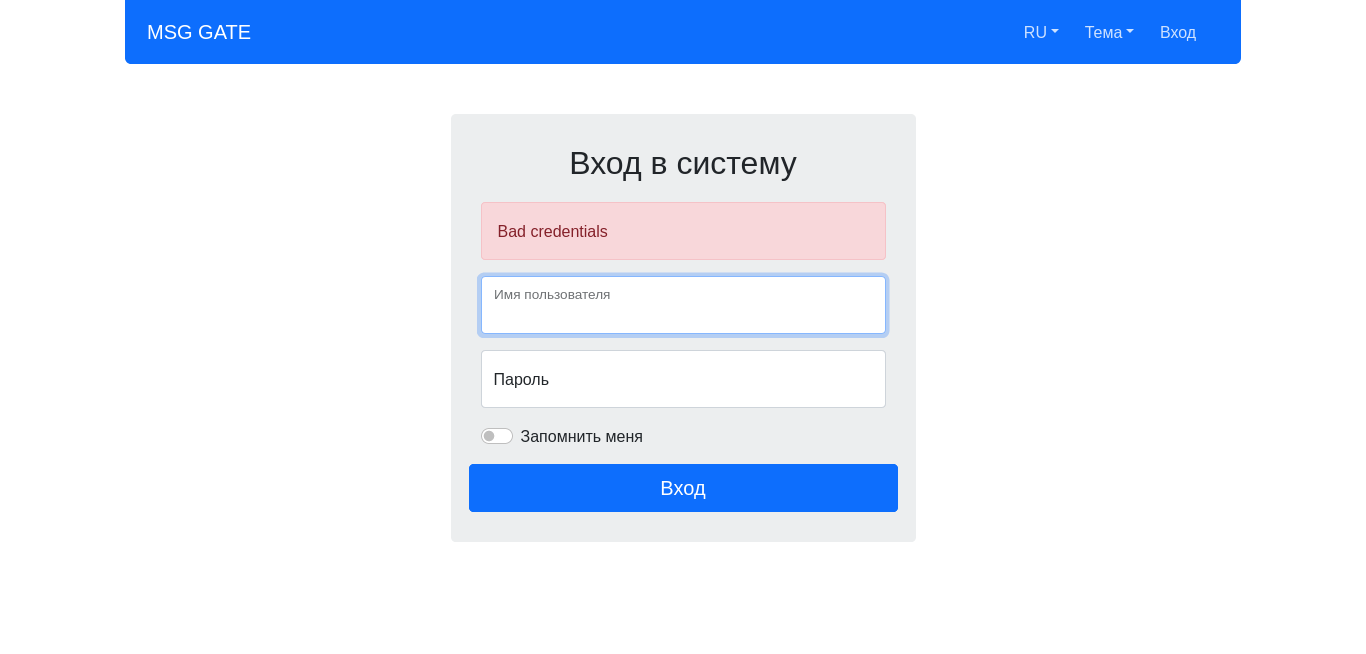 MSG GATE
RU
Тема
Вход
Вход в систему
Bad credentials
Имя пользователя
Пароль
Запомнить меня
Вход